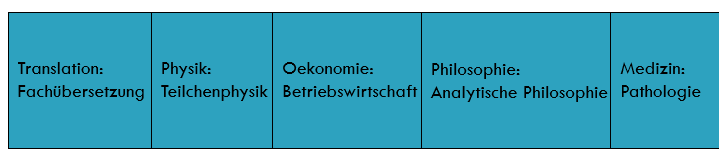 Translation:
Fachübersetzung
Physik:
Teilchenphysik
Oekonomie:
Betriebswirtschaft
Philosophie:
Analytische Philosophie
Medizin:
Pathologie